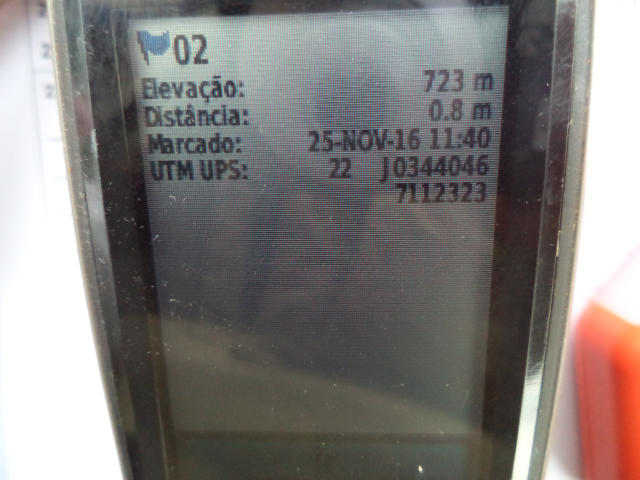 02
Elevação: 723 m
Distância: 0.8 m
Marcado: 25-NOV-16 11:40
UTM UPS: 22 J0344046
7112323